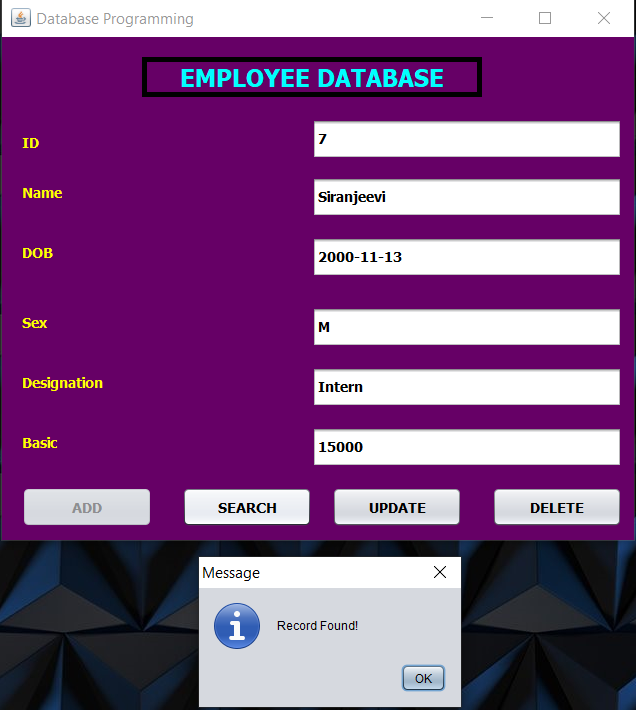 Database Programming
EMPLOYEE DATABASE
ID 7
Name Siranjeevi
DOB 2000-11-13
Sex M
Designation Intern
Basic 15000
ADD SEARCH UPDATE DELETE
Message
Record Found!
OK